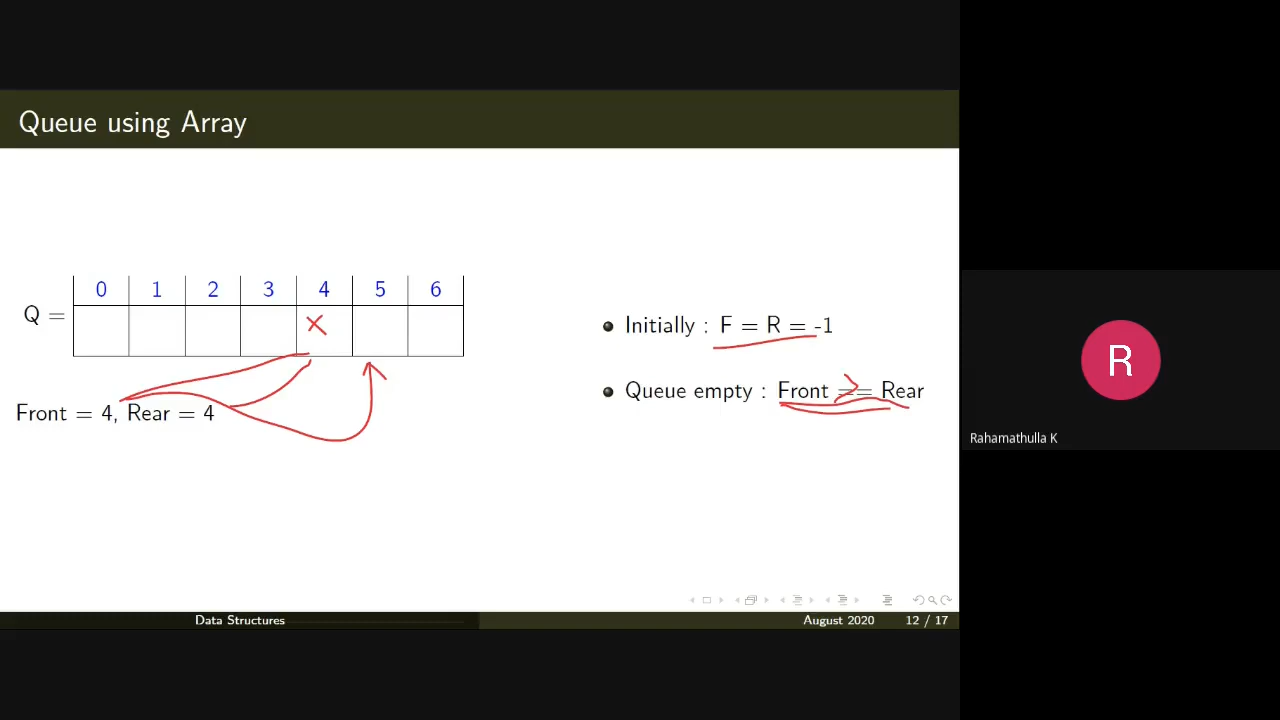 Queue using Array
0 1 2 3 4 5 6
Q =
×
Front = 4, Rear = 4
Initially : F = R = -1
Queue empty : Front == Rear
>
R
Rahamathulla K
Data Structures
August 2020 12 / 17